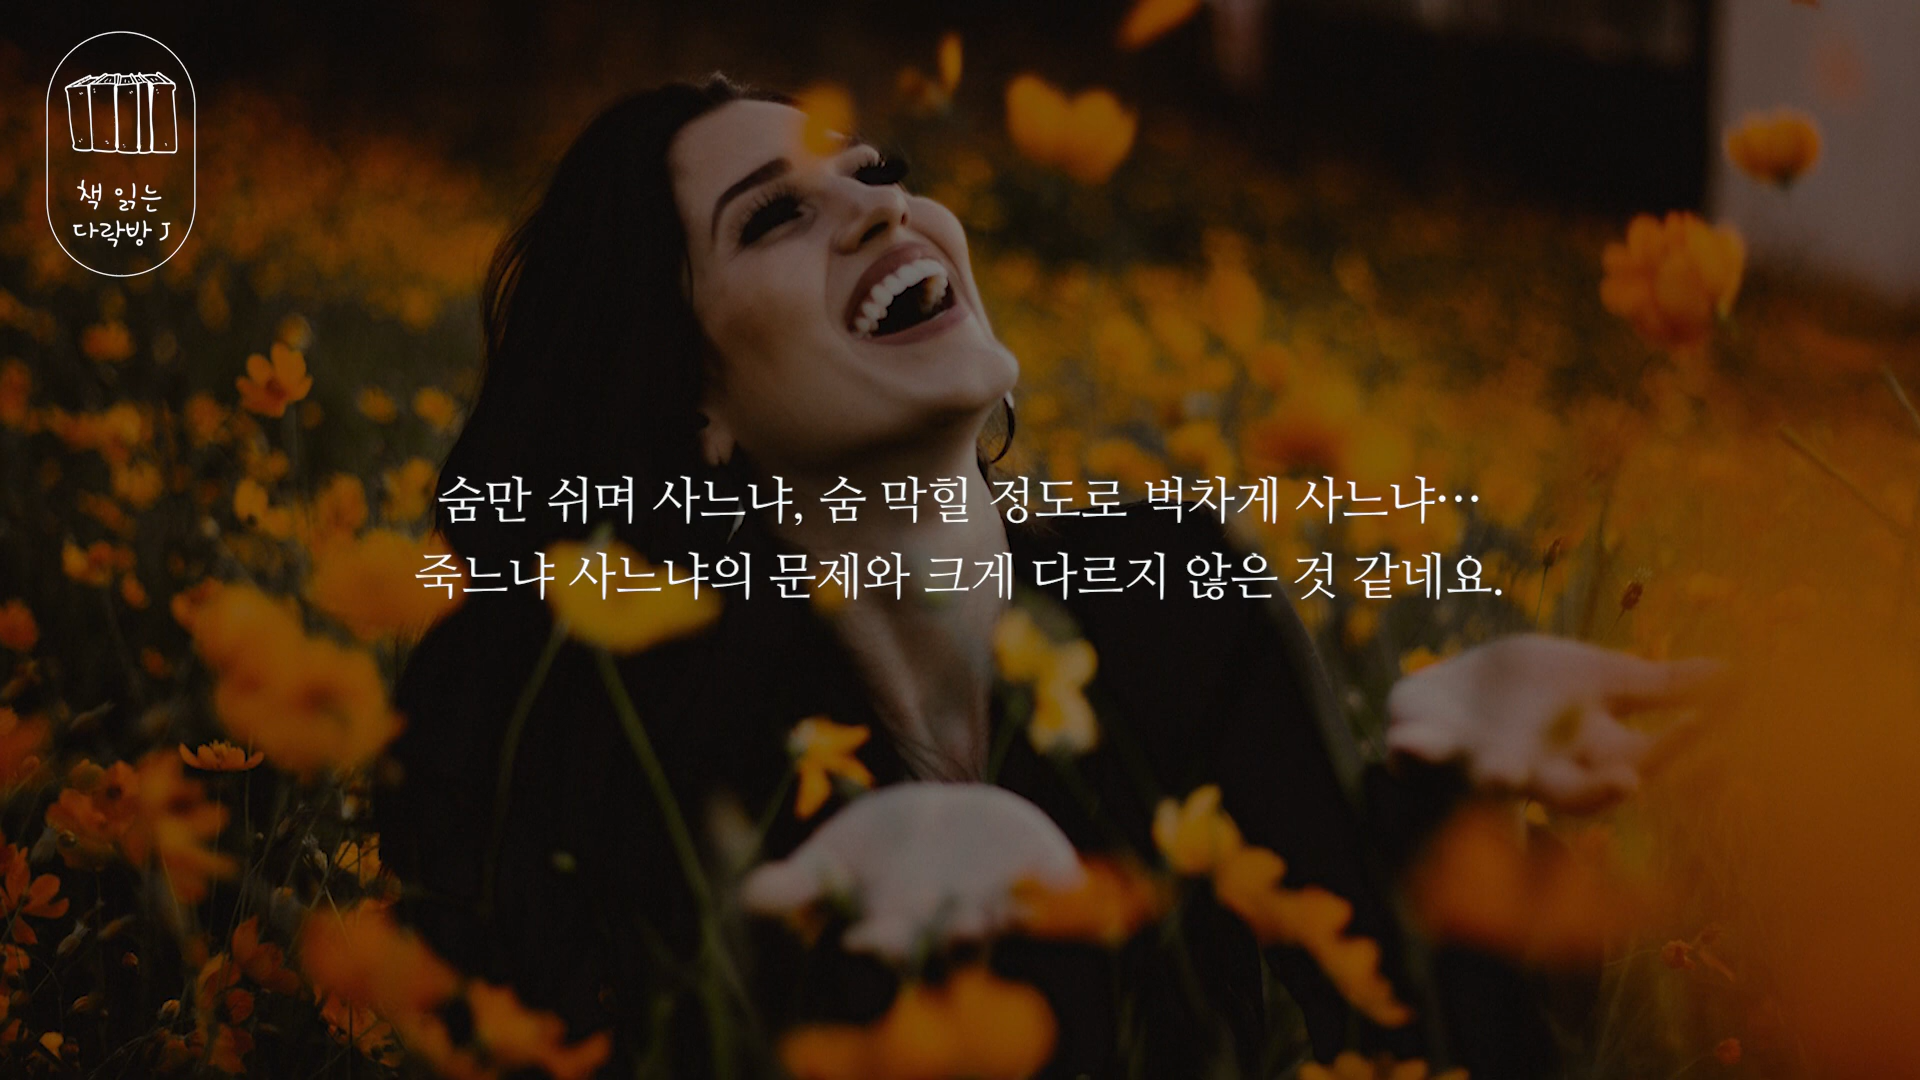 책 읽는
다락방 J
숨만 쉬며 사느냐, 숨 막힐 정도로 벅차게 사느냐…
죽느냐 사느냐의 문제와 크게 다르지 않은 것 같네요.